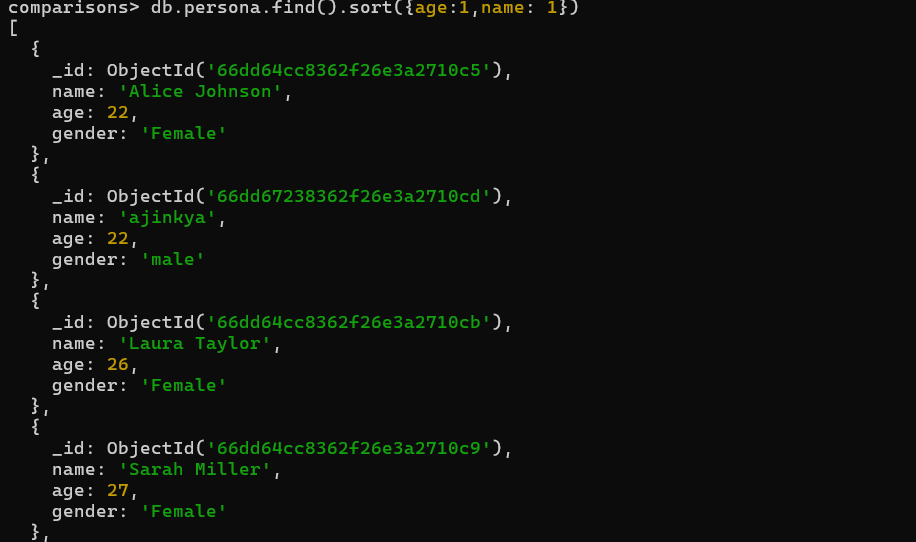 comparisons> db.persona.find().sort({age:1,name: 1})
[
  {
    _id: ObjectId('66dd64cc8362f26e3a2710c5'),
    name: 'Alice Johnson',
    age: 22,
    gender: 'Female'
  },
  {
    _id: ObjectId('66dd67238362f26e3a2710cd'),
    name: 'ajinkya',
    age: 22,
    gender: 'male'
  },
  {
    _id: ObjectId('66dd64cc8362f26e3a2710cb'),
    name: 'Laura Taylor',
    age: 26,
    gender: 'Female'
  },
  {
    _id: ObjectId('66dd64cc8362f26e3a2710c9'),
    name: 'Sarah Miller',
    age: 27,
    gender: 'Female'
  },